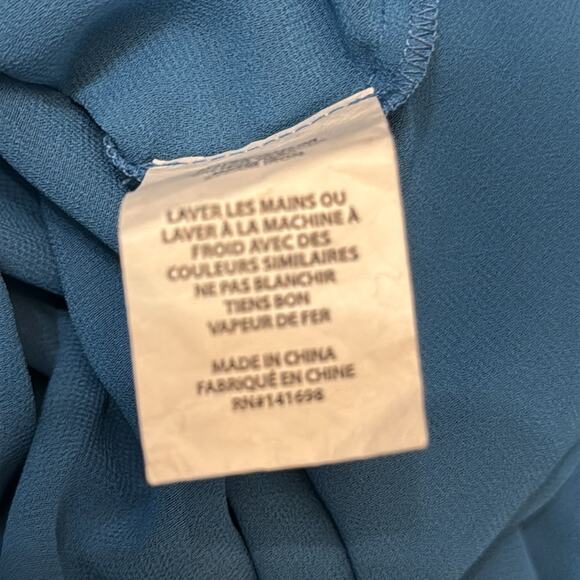 LAVER LES MAINS OU
LAVER À LA MACHINE À
FROID AVEC DES
COULEURS SIMILAIRES
NE PAS BLANCHIR
TIENS BON
VAPEUR DE FER
MADE IN CHINA
FABRIQUÉ EN CHINE
RN#141698